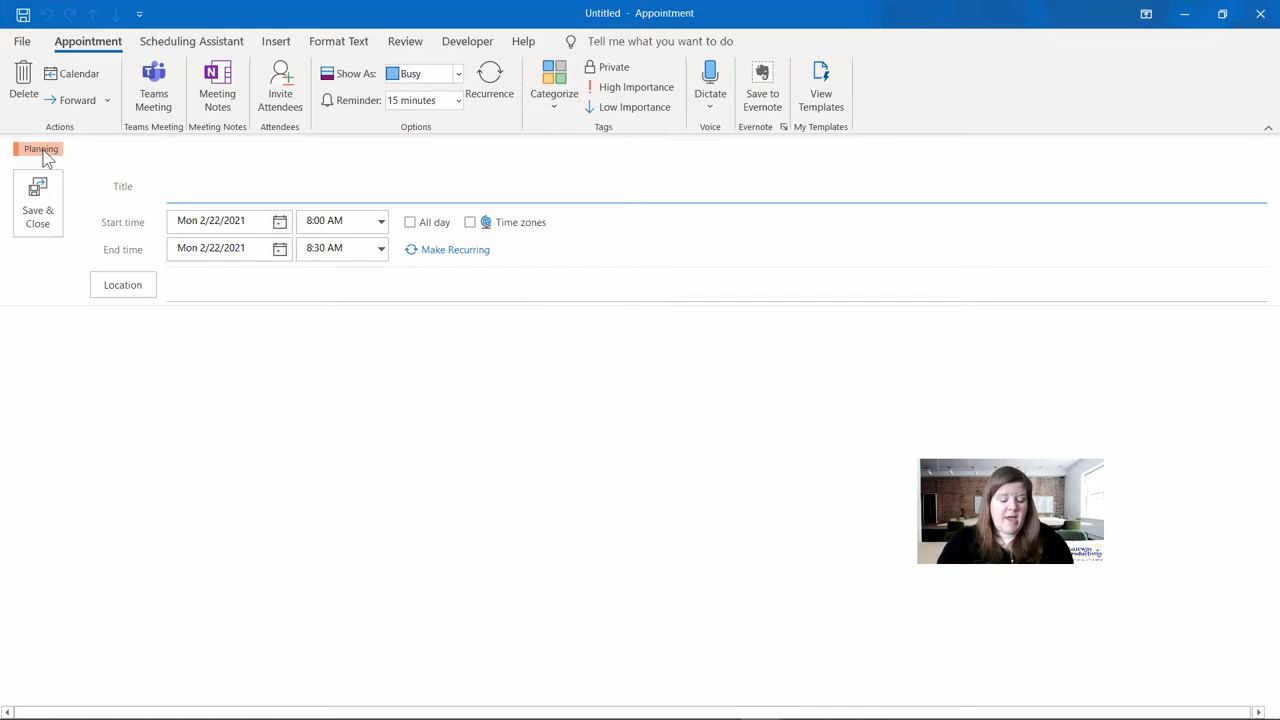 Untitled - Appointment
File Appointment Scheduling Assistant Insert Format Text Review Developer Help Tell me what you want to do
Delete
Calendar
Forward
Actions
Teams Meeting
Teams Meeting
Meeting Notes
Meeting Notes
Invite Attendees
Attendees
Show As: Busy
Reminder: 15 minutes
Recurrence
Options
Categorize
Private
High Importance
Low Importance
Tags
Dictate
Voice
Save to Evernote
Evernote
View Templates
My Templates
Planning
Save & Close
Title
Start time Mon 2/22/2021 8:00 AM All day Time zones
End time Mon 2/22/2021 8:30 AM Make Recurring
Location
Gateway
Productivity